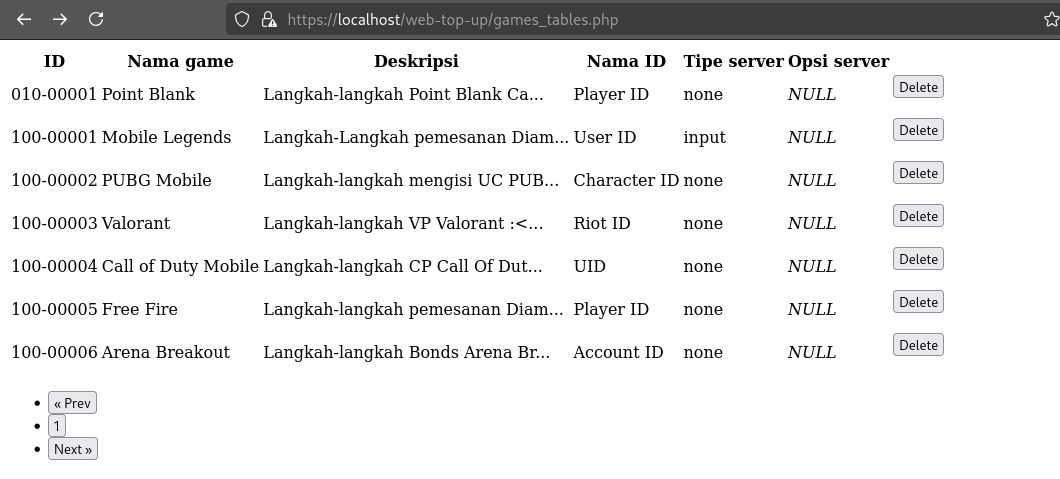 https://localhost/web-top-up/games_tables.php
ID Nama game Deskripsi Nama ID Tipe server Opsi server
010-00001 Point Blank Langkah-langkah Point Blank Ca... Player ID none NULL Delete
100-00001 Mobile Legends Langkah-Langkah pemesanan Diam... User ID input NULL Delete
100-00002 PUBG Mobile Langkah-langkah mengisi UC PUB... Character ID none NULL Delete
100-00003 Valorant Langkah-langkah VP Valorant :<... Riot ID none NULL Delete
100-00004 Call of Duty Mobile Langkah-langkah CP Call Of Dut... UID none NULL Delete
100-00005 Free Fire Langkah-langkah pemesanan Diam... Player ID none NULL Delete
100-00006 Arena Breakout Langkah-langkah Bonds Arena Br... Account ID none NULL Delete
« Prev
1
Next »